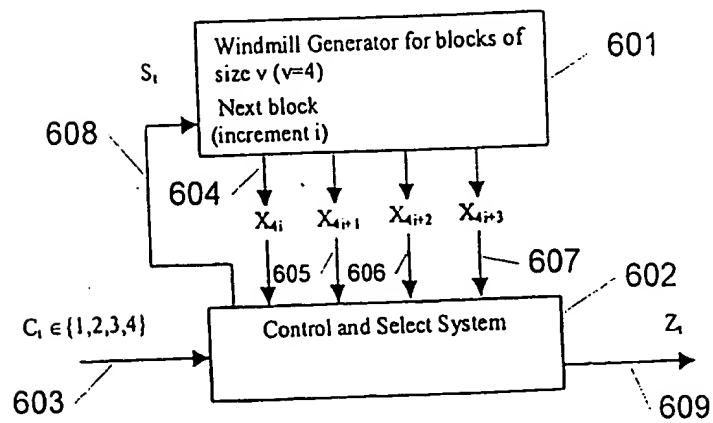 Windmill Generator for blocks of
size v (v=4)
601
Sₜ
Next block
(increment i)
608
604
X₄ᵢ X₄ᵢ₊₁ X₄ᵢ₊₂ X₄ᵢ₊₃
605 606 607
602
Cₜ ∈ {1,2,3,4}
Control and Select System
Zₜ
603
609